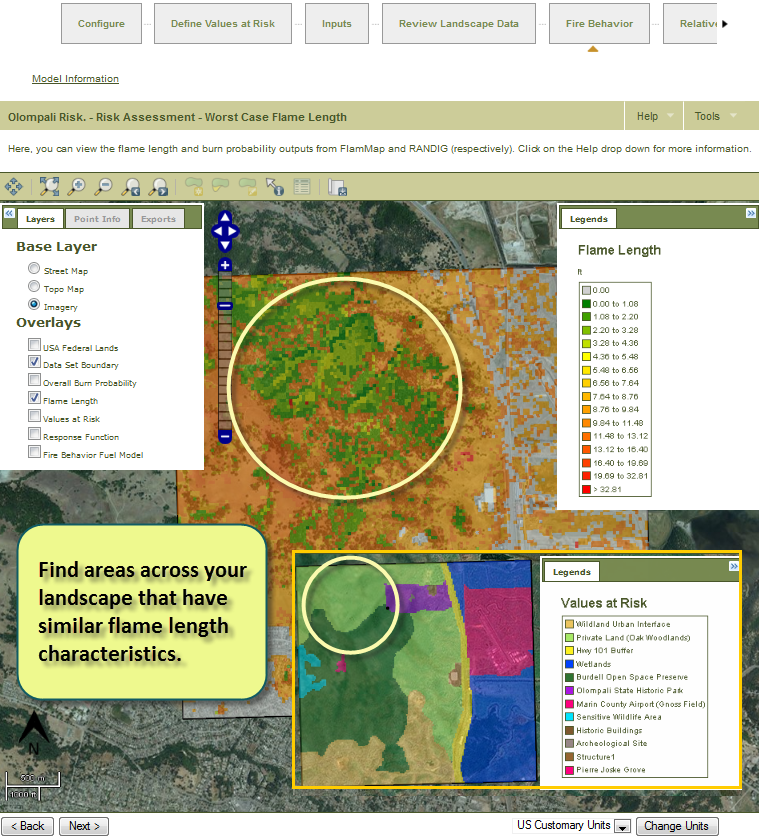 Configure
Define Values at Risk
Inputs
Review Landscape Data
Fire Behavior
Relative
Model Information
Olompali Risk. - Risk Assessment - Worst Case Flame Length
Help
Tools
Here, you can view the flame length and burn probability outputs from FlamMap and RANDIG (respectively). Click on the Help drop down for more information.
Layers
Point Info
Exports
Base Layer
Street Map
Topo Map
Imagery
Overlays
USA Federal Lands
Data Set Boundary
Overall Burn Probability
Flame Length
Values at Risk
Response Function
Fire Behavior Fuel Model
Legends
Flame Length
ft
0.00
0.00 to 1.08
1.08 to 2.20
2.20 to 3.28
3.28 to 4.36
4.36 to 5.48
5.48 to 6.56
6.56 to 7.64
7.64 to 8.76
8.76 to 9.84
9.84 to 11.48
11.48 to 13.12
13.12 to 16.40
16.40 to 19.69
19.69 to 32.81
> 32.81
Find areas across your
landscape that have
similar flame length
characteristics.
Legends
Values at Risk
Wildland Urban Interface
Private Land (Oak Woodlands)
Hwy 101 Buffer
Wetlands
Burdell Open Space Preserve
Olompali State Historic Park
Marin County Airport (Gnoss Field)
Sensitive Wildlife Area
Historic Buildings
Archeological Site
Structure1
Pierre Joske Grove
N
500 m
1000 ft
< Back
Next >
US Customary Units
Change Units